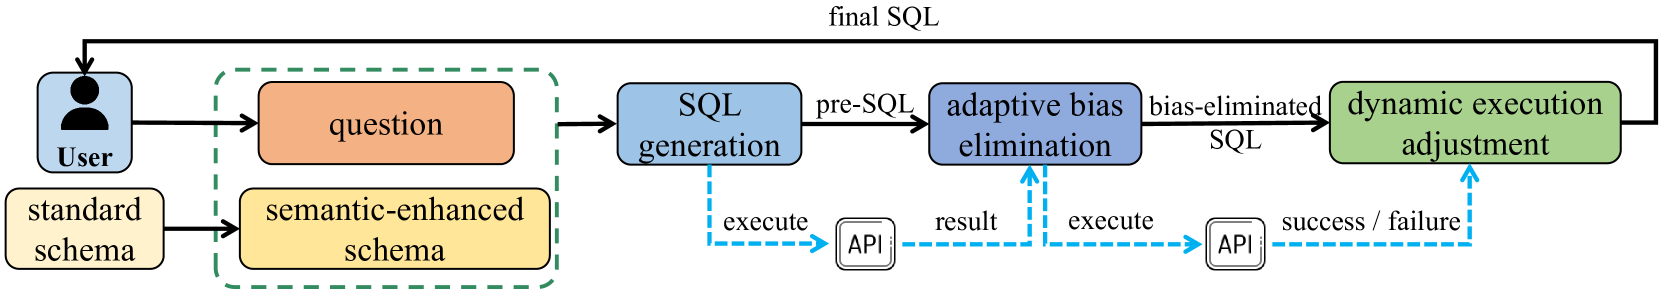 final SQL
User
question
standard
schema
semantic-enhanced
schema
SQL
generation
pre-SQL
adaptive bias
elimination
bias-eliminated
SQL
dynamic execution
adjustment
execute
API
result
execute
API
success / failure